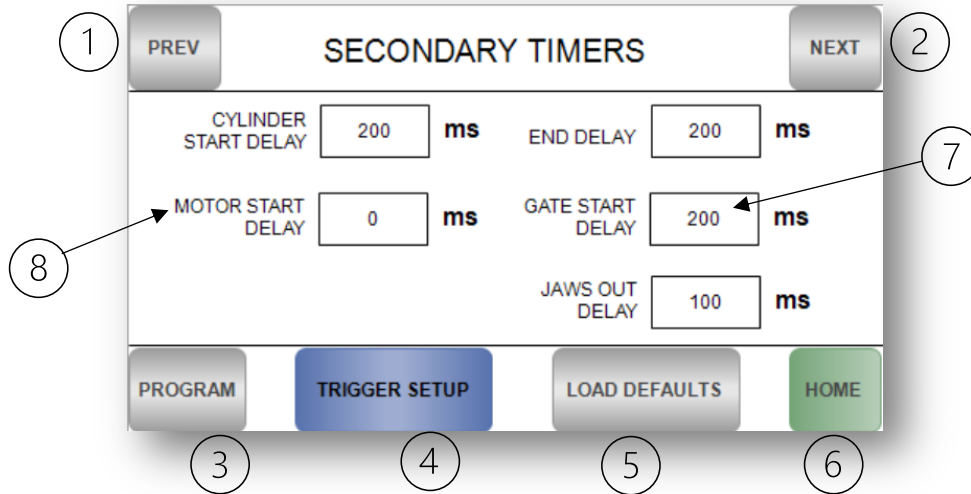 1
PREV
SECONDARY TIMERS
NEXT
2
CYLINDER
START DELAY
200
ms
END DELAY
200
ms
7
MOTOR START
DELAY
0
ms
GATE START
DELAY
200
ms
8
JAWS OUT
DELAY
100
ms
PROGRAM
TRIGGER SETUP
LOAD DEFAULTS
HOME
3
4
5
6